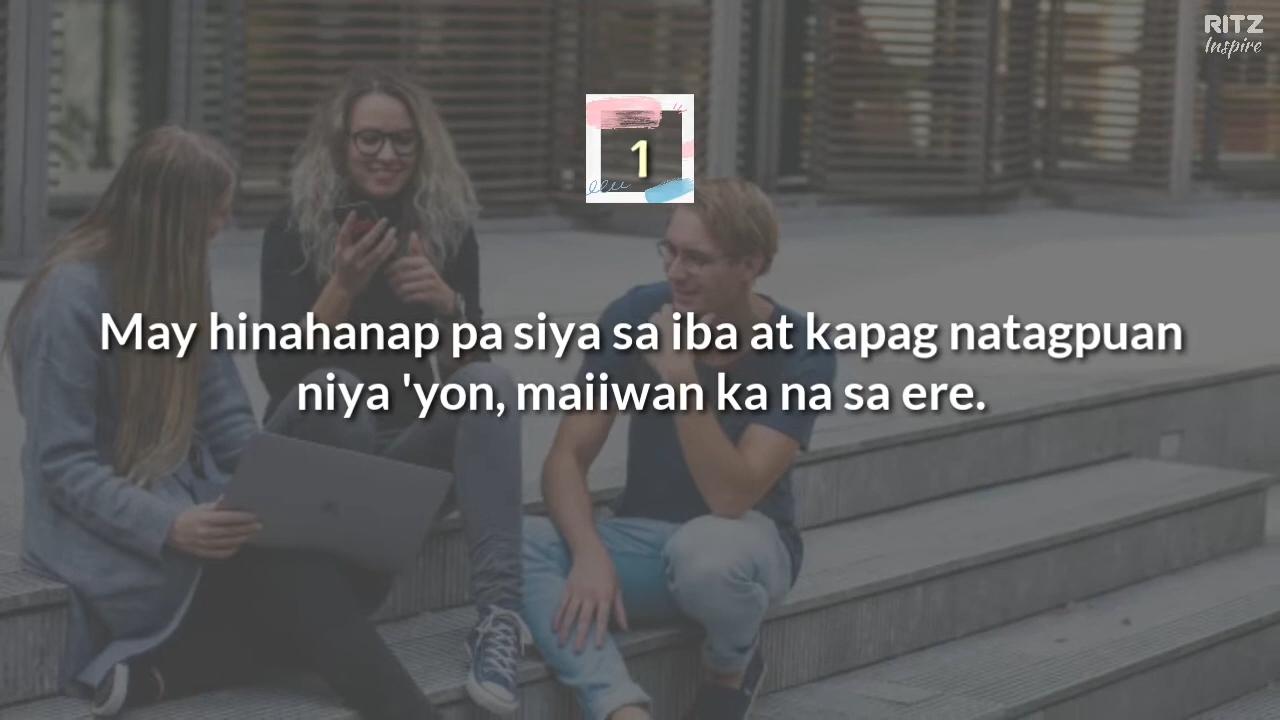 RITZ
Inspire
1
May hinahanap pa siya sa iba at kapag natagpuan
niya 'yon, maiiwan ka na sa ere.